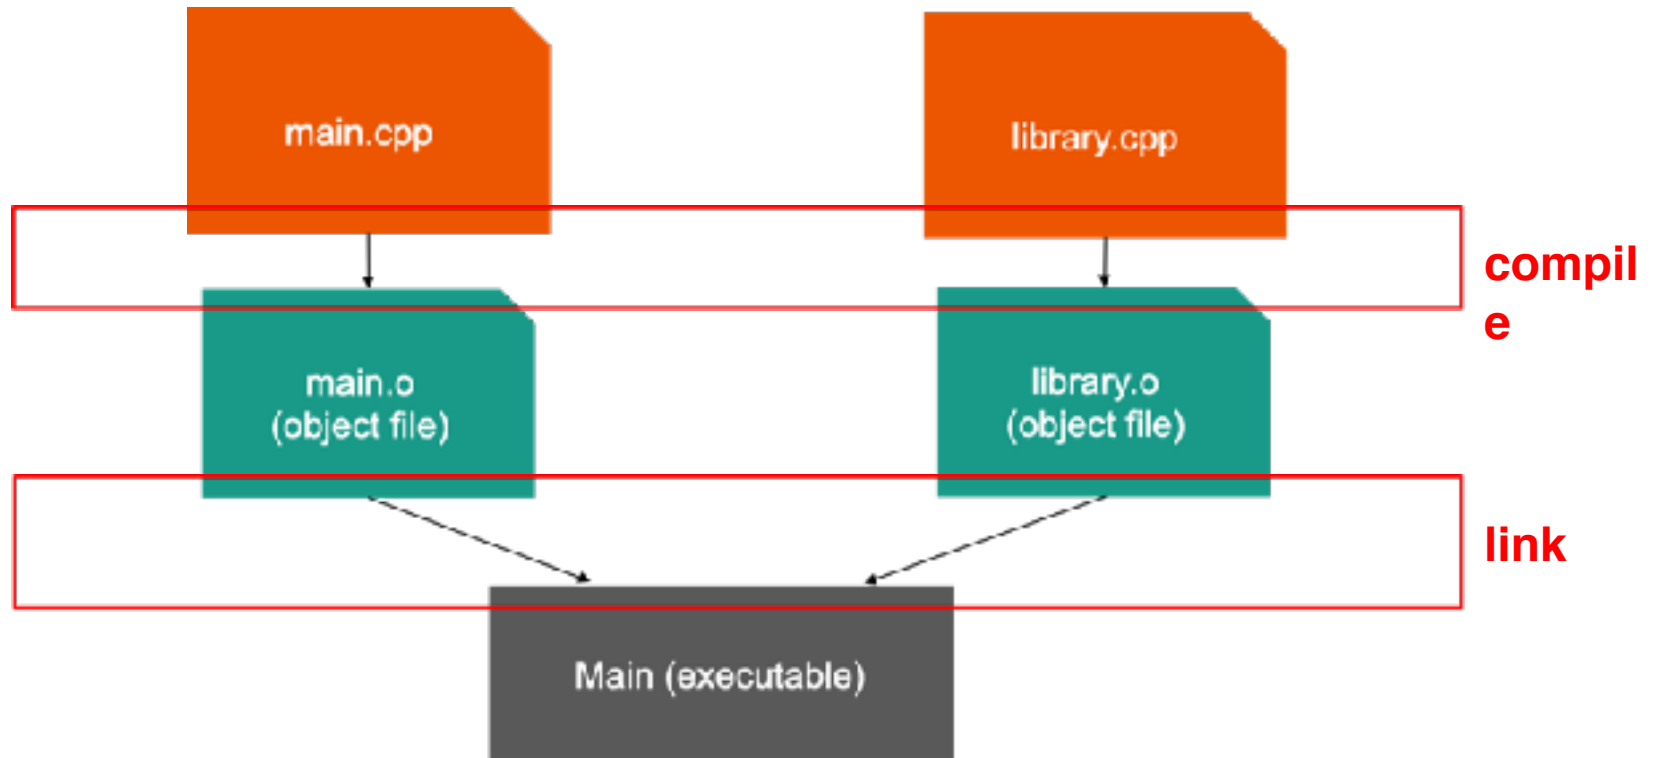 main.cpp
library.cpp
compil
e
main.o
(object file)
library.o
(object file)
link
Main (executable)